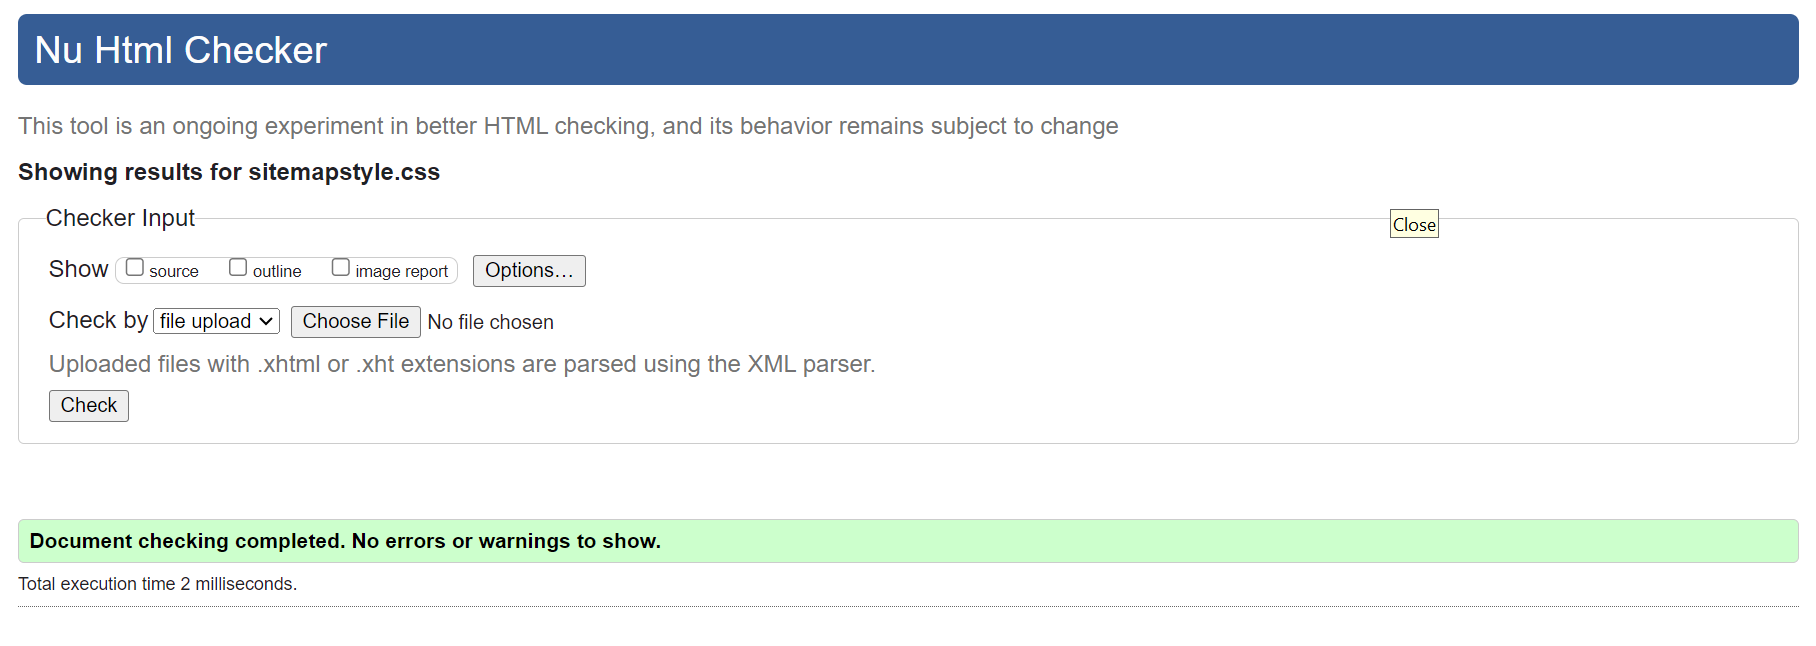 Nu Html Checker
This tool is an ongoing experiment in better HTML checking, and its behavior remains subject to change
Showing results for sitemapstyle.css
Checker Input
Close
Show source outline image report Options...
Check by file upload Choose File No file chosen
Uploaded files with .xhtml or .xht extensions are parsed using the XML parser.
Check
Document checking completed. No errors or warnings to show.
Total execution time 2 milliseconds.